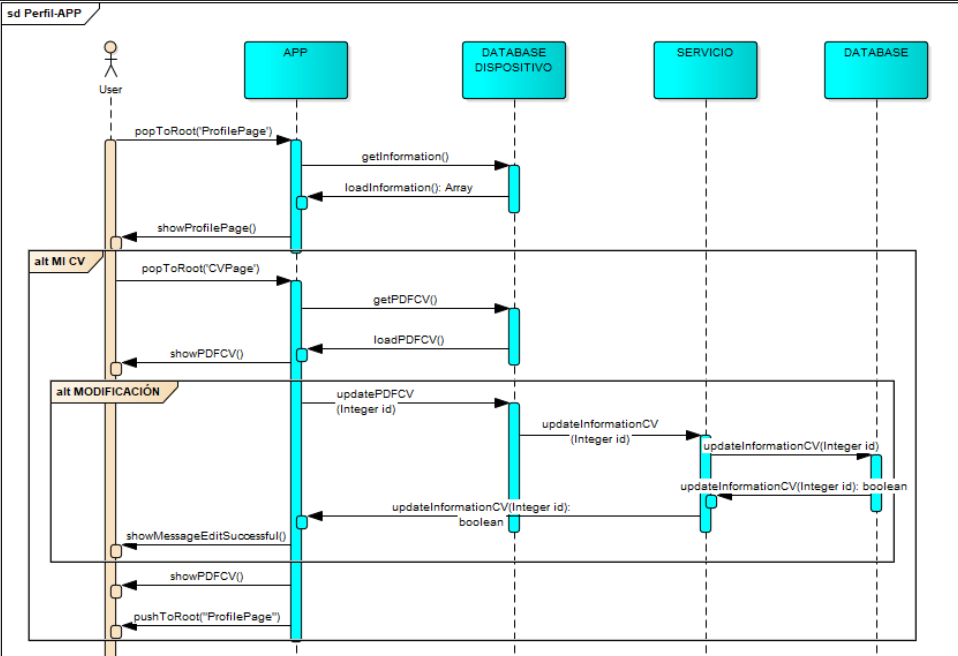 sd Perfil-APP
User
APP
DATABASE
DISPOSITIVO
SERVICIO
DATABASE
popToRoot('ProfilePage')
getInformation()
loadInformation(): Array
showProfilePage()
alt MI CV
popToRoot('CVPage')
getPDFCV()
loadPDFCV()
showPDFCV()
alt MODIFICACIÓN
updatePDFCV
(Integer id)
updateInformationCV
(Integer id)
updateInformationCV(Integer id)
updateInformationCV(Integer id): boolean
updateInformationCV(Integer id):
boolean
showMessageEditSuccessful()
showPDFCV()
pushToRoot("ProfilePage")